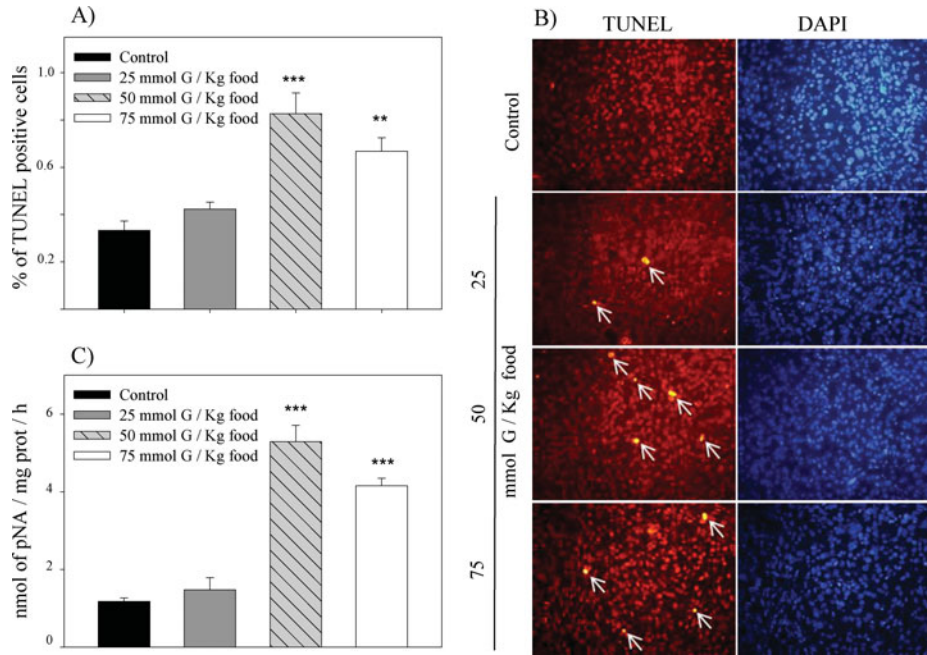 A)
% of TUNEL positive cells
1.0
0.6
0.2
Control
25 mmol G / Kg food
50 mmol G / Kg food
75 mmol G / Kg food
***
**
B)
TUNEL
DAPI
Control
25
50
75
mmol G / Kg food
C)
nmol of pNA / mg prot / h
6
4
2
0
Control
25 mmol G / Kg food
50 mmol G / Kg food
75 mmol G / Kg food
***
***